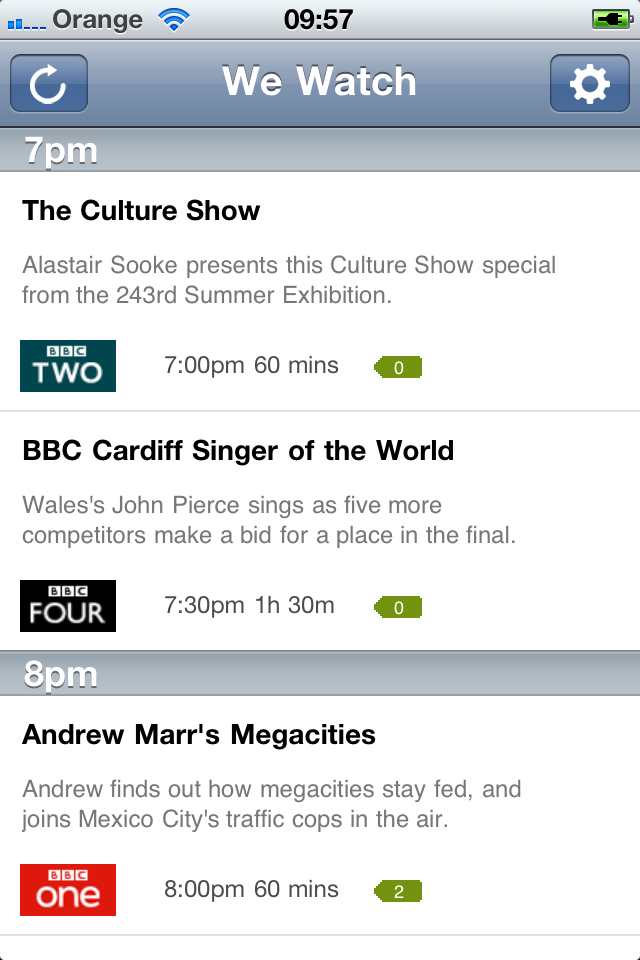 Orange 09:57
We Watch
7pm
The Culture Show
Alastair Sooke presents this Culture Show special
from the 243rd Summer Exhibition.
BBC
TWO 7:00pm 60 mins 0
BBC Cardiff Singer of the World
Wales's John Pierce sings as five more
competitors make a bid for a place in the final.
BBC
FOUR 7:30pm 1h 30m 0
8pm
Andrew Marr's Megacities
Andrew finds out how megacities stay fed, and
joins Mexico City's traffic cops in the air.
BBC
one 8:00pm 60 mins 2